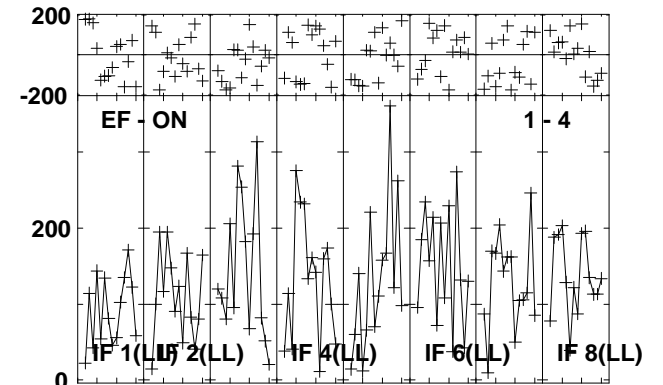 200
-200
EF - ON 1 - 4
200
IF 1(LL) IF 2(LL) IF 4(LL) IF 6(LL) IF 8(LL)
0